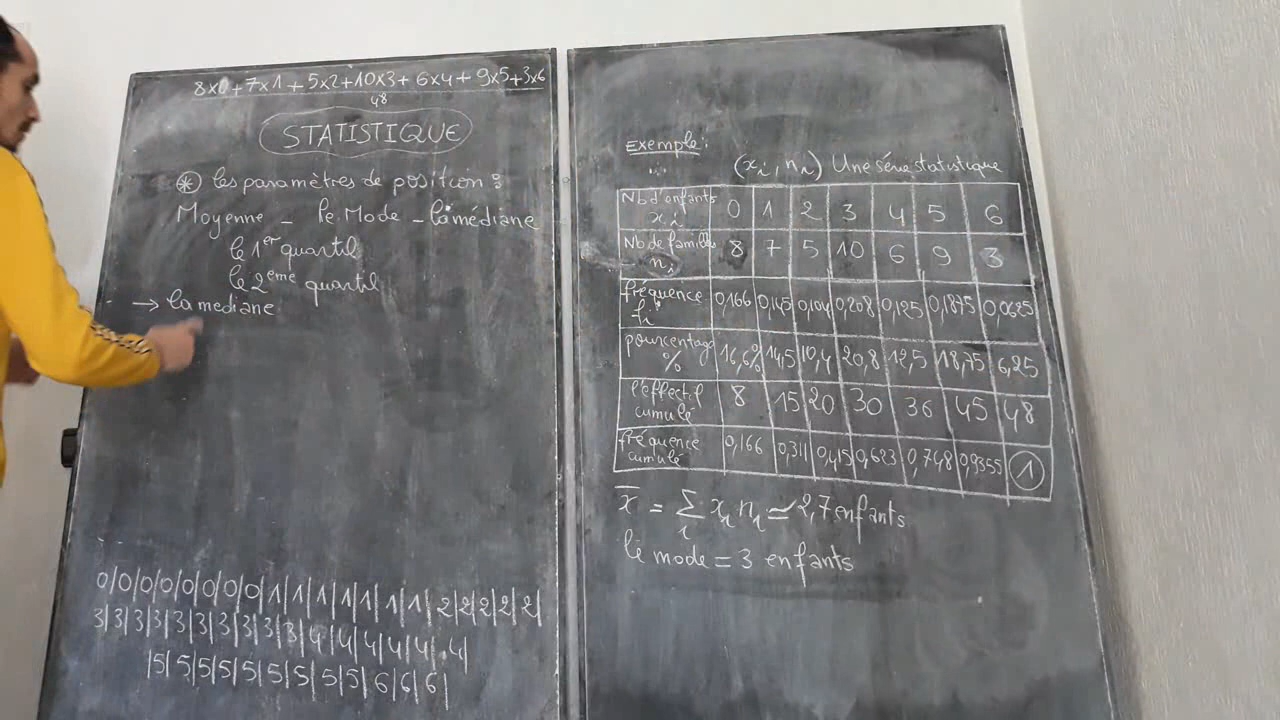 8x0+7x1+5x2+10x3+6x4+9x5+3x6
48
STATISTIQUE
⊛ les paramètres de position :
Moyenne - le Mode - la médiane
le 1er quartil
le 2eme quartil
→ la mediane
0|0|0|0|0|0|0|0|1|1|1|1|1|1|1|2|2|2|2|2|
3|3|3|3|3|3|3|3|3|3|4|4|4|4|4|4|
|5|5|5|5|5|5|5|5|5|6|6|6|
Exemple:
(xi, ni) Une série statistique
Nb d'enfants xi 0 1 2 3 4 5 6
Nb de familles ni 8 7 5 10 6 9 3
fréquence fi 0,166 0,145 0,104 0,208 0,125 0,1875 0,0625
pourcentage % 16,6% 14,5 10,4 20,8 12,5 18,75 6,25
l'effectif cumulé 8 15 20 30 36 45 48
fréquence cumulé 0,166 0,311 0,415 0,623 0,748 0,9355 1
x̄ = Σi xi ni ≃ 2,7 enfants
le mode = 3 enfants